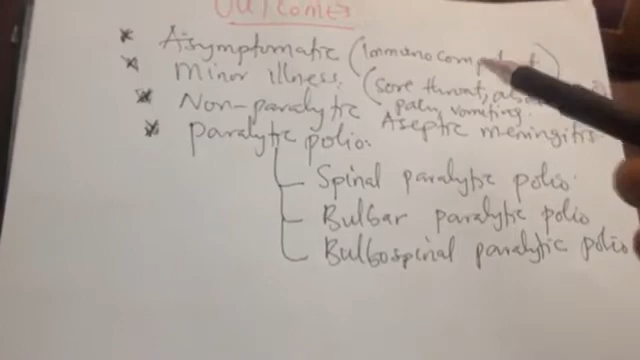 Outcomes
* Asymptomatic (Immunocomp t)
* Minor illness. (Sore throat, ab
* Non-paralytic pain, vomiting.
Aseptic meningitis.
* Paralytic polio.
Spinal paralytic polio.
Bulbar paralytic polio
Bulbospinal paralytic polio